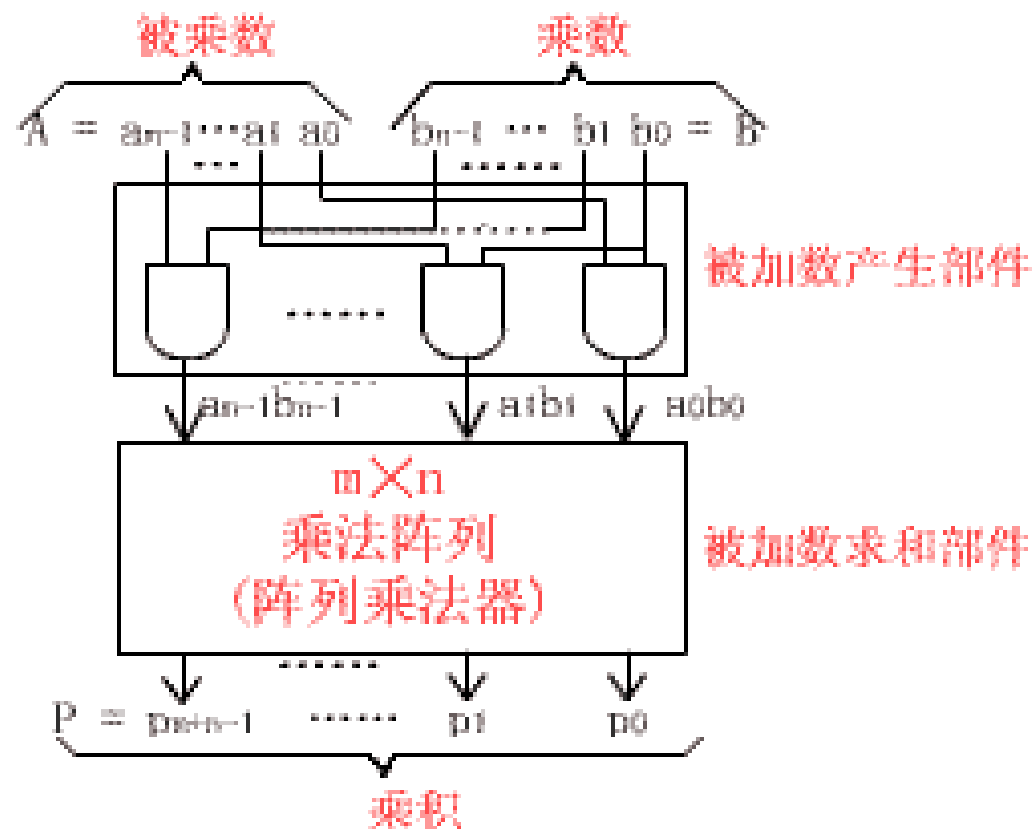 被乘数 乘数
A = an-1···a1 a0 bn-1 ··· b1 b0 = B
被加数产生部件
an-1bn-1 a1b1 a0b0
m×n
乘法阵列
(阵列乘法器)
被加数求和部件
P = pm+n-1 ······ p1 p0
乘积